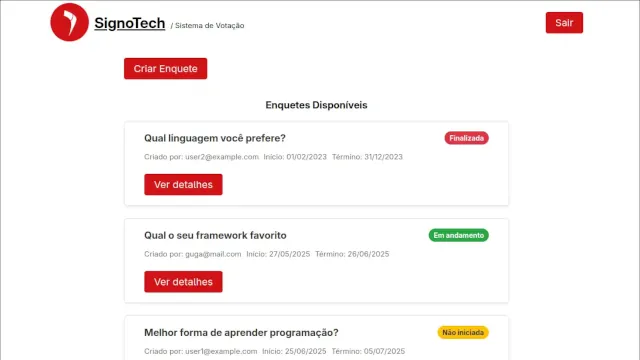 SignoTech / Sistema de Votação
Sair
Criar Enquete
Enquetes Disponíveis
Qual linguagem você prefere?
Finalizada
Criado por: user2@example.com Início: 01/02/2023 Término: 31/12/2023
Ver detalhes
Qual o seu framework favorito
Em andamento
Criado por: guga@mail.com Início: 27/05/2025 Término: 26/06/2025
Ver detalhes
Melhor forma de aprender programação?
Não iniciada
Criado por: user1@example.com Início: 25/06/2025 Término: 05/07/2025